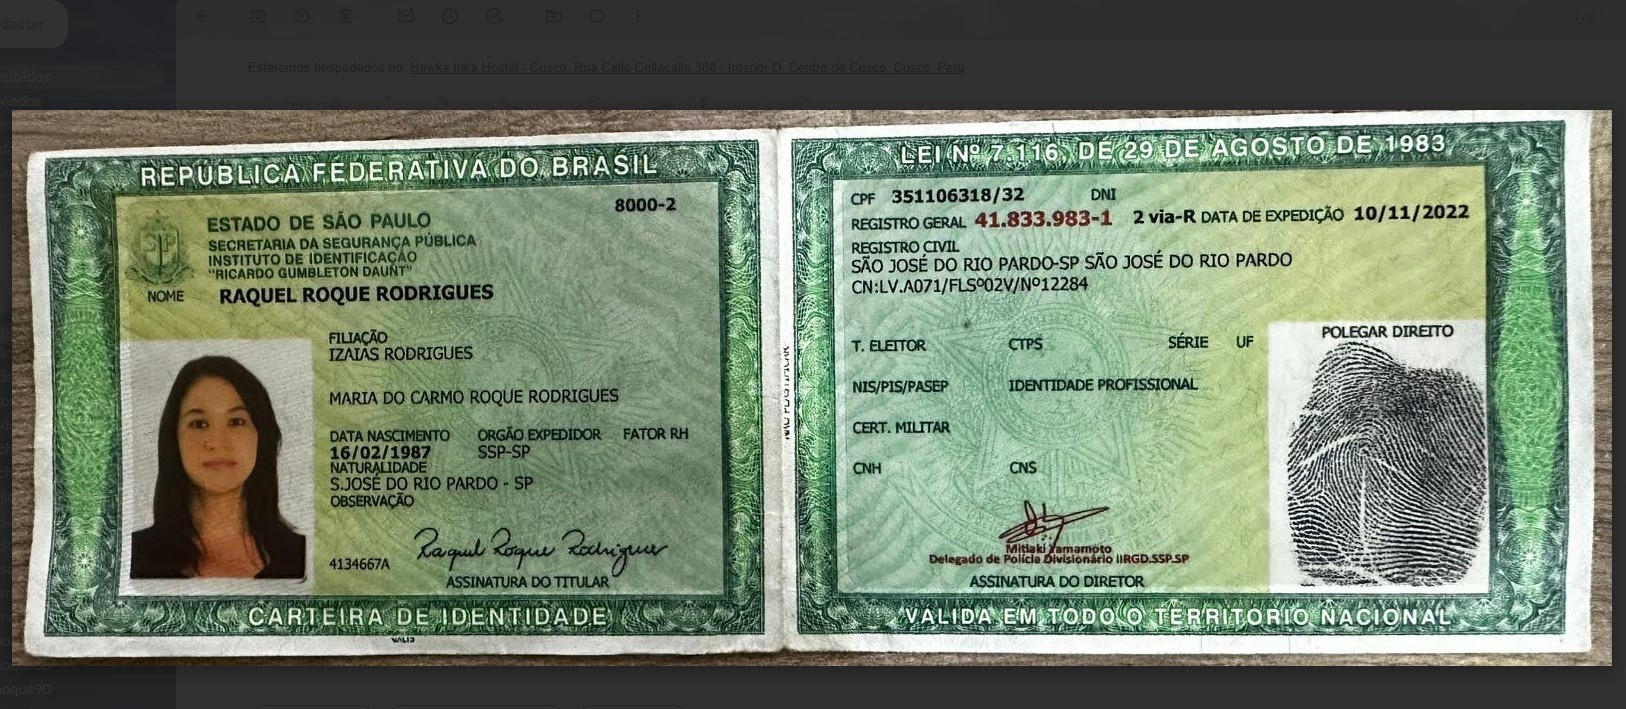 Estaremos hospedados no: Hawka Inka Hostal - Cusco. Rua Calle Collacalle 388 - Interior D, Centro de Cusco, Cusco, Peru
REPÚBLICA FEDERATIVA DO BRASIL
8000-2
ESTADO DE SÃO PAULO
SECRETARIA DA SEGURANÇA PÚBLICA
INSTITUTO DE IDENTIFICAÇÃO
"RICARDO GUMBLETON DAUNT"
NOME RAQUEL ROQUE RODRIGUES
FILIAÇÃO
IZAIAS RODRIGUES
MARIA DO CARMO ROQUE RODRIGUES
DATA NASCIMENTO ORGÃO EXPEDIDOR FATOR RH
16/02/1987 SSP-SP
NATURALIDADE
S.JOSÉ DO RIO PARDO - SP
OBSERVAÇÃO
4134667A Raquel Roque Rodrigues
ASSINATURA DO TITULAR
CARTEIRA DE IDENTIDADE
LEI Nº 7.116, DE 29 DE AGOSTO DE 1983
CPF 351106318/32 DNI
REGISTRO GERAL 41.833.983-1 2 via-R DATA DE EXPEDIÇÃO 10/11/2022
REGISTRO CIVIL
SÃO JOSÉ DO RIO PARDO-SP SÃO JOSÉ DO RIO PARDO
CN:LV.A071/FLSº02V/Nº12284
POLEGAR DIREITO
T. ELEITOR CTPS SÉRIE UF
NIS/PIS/PASEP IDENTIDADE PROFISSIONAL
CERT. MILITAR
CNH CNS
Mitiaki Yamamoto
Delegado de Polícia Divisionário IIRGD.SSP.SP
ASSINATURA DO DIRETOR
VALIDA EM TODO O TERRITORIO NACIONAL